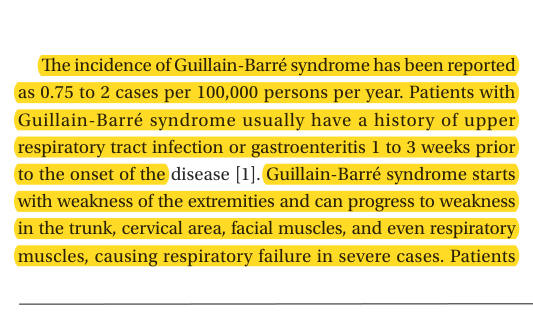 The incidence of Guillain-Barré syndrome has been reported
as 0.75 to 2 cases per 100,000 persons per year. Patients with
Guillain-Barré syndrome usually have a history of upper
respiratory tract infection or gastroenteritis 1 to 3 weeks prior
to the onset of the disease [1]. Guillain-Barré syndrome starts
with weakness of the extremities and can progress to weakness
in the trunk, cervical area, facial muscles, and even respiratory
muscles, causing respiratory failure in severe cases. Patients